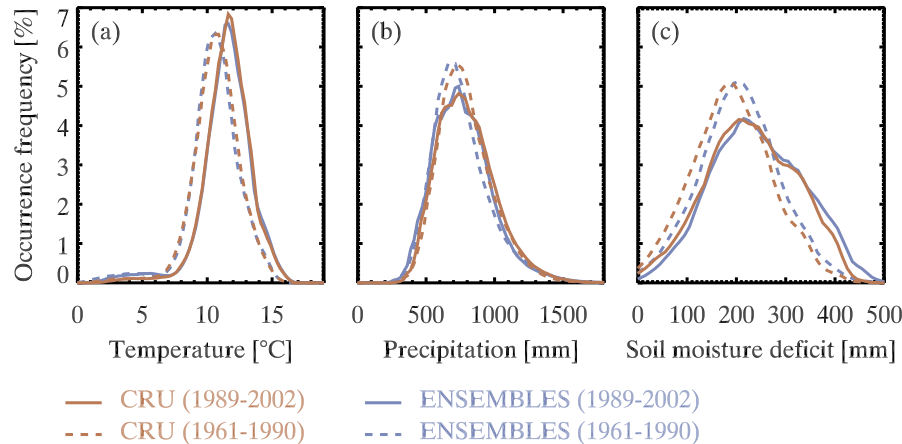 Occurrence frequency [%]
7
6
5
4
3
2
1
0
(a)
(b)
(c)
0 5 10 15
0 500 1000 1500
0 100 200 300 400 500
Temperature [°C]
Precipitation [mm]
Soil moisture deficit [mm]
CRU (1989-2002)
ENSEMBLES (1989-2002)
CRU (1961-1990)
ENSEMBLES (1961-1990)